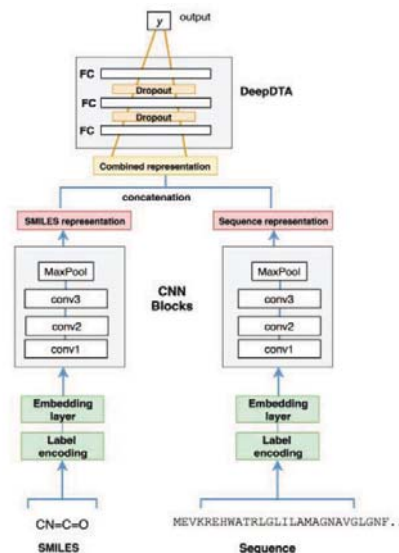 y output
DeepDTA
FC
Dropout
FC
Dropout
FC
Combined representation
concatenation
SMILES representation
Sequence representation
CNN
Blocks
MaxPool
conv3
conv2
conv1
MaxPool
conv3
conv2
conv1
Embedding
layer
Label
encoding
Embedding
layer
Label
encoding
CN=C=O
SMILES
MEVKREHWATRLGLILAMAGNAVGLGNF.
Sequence